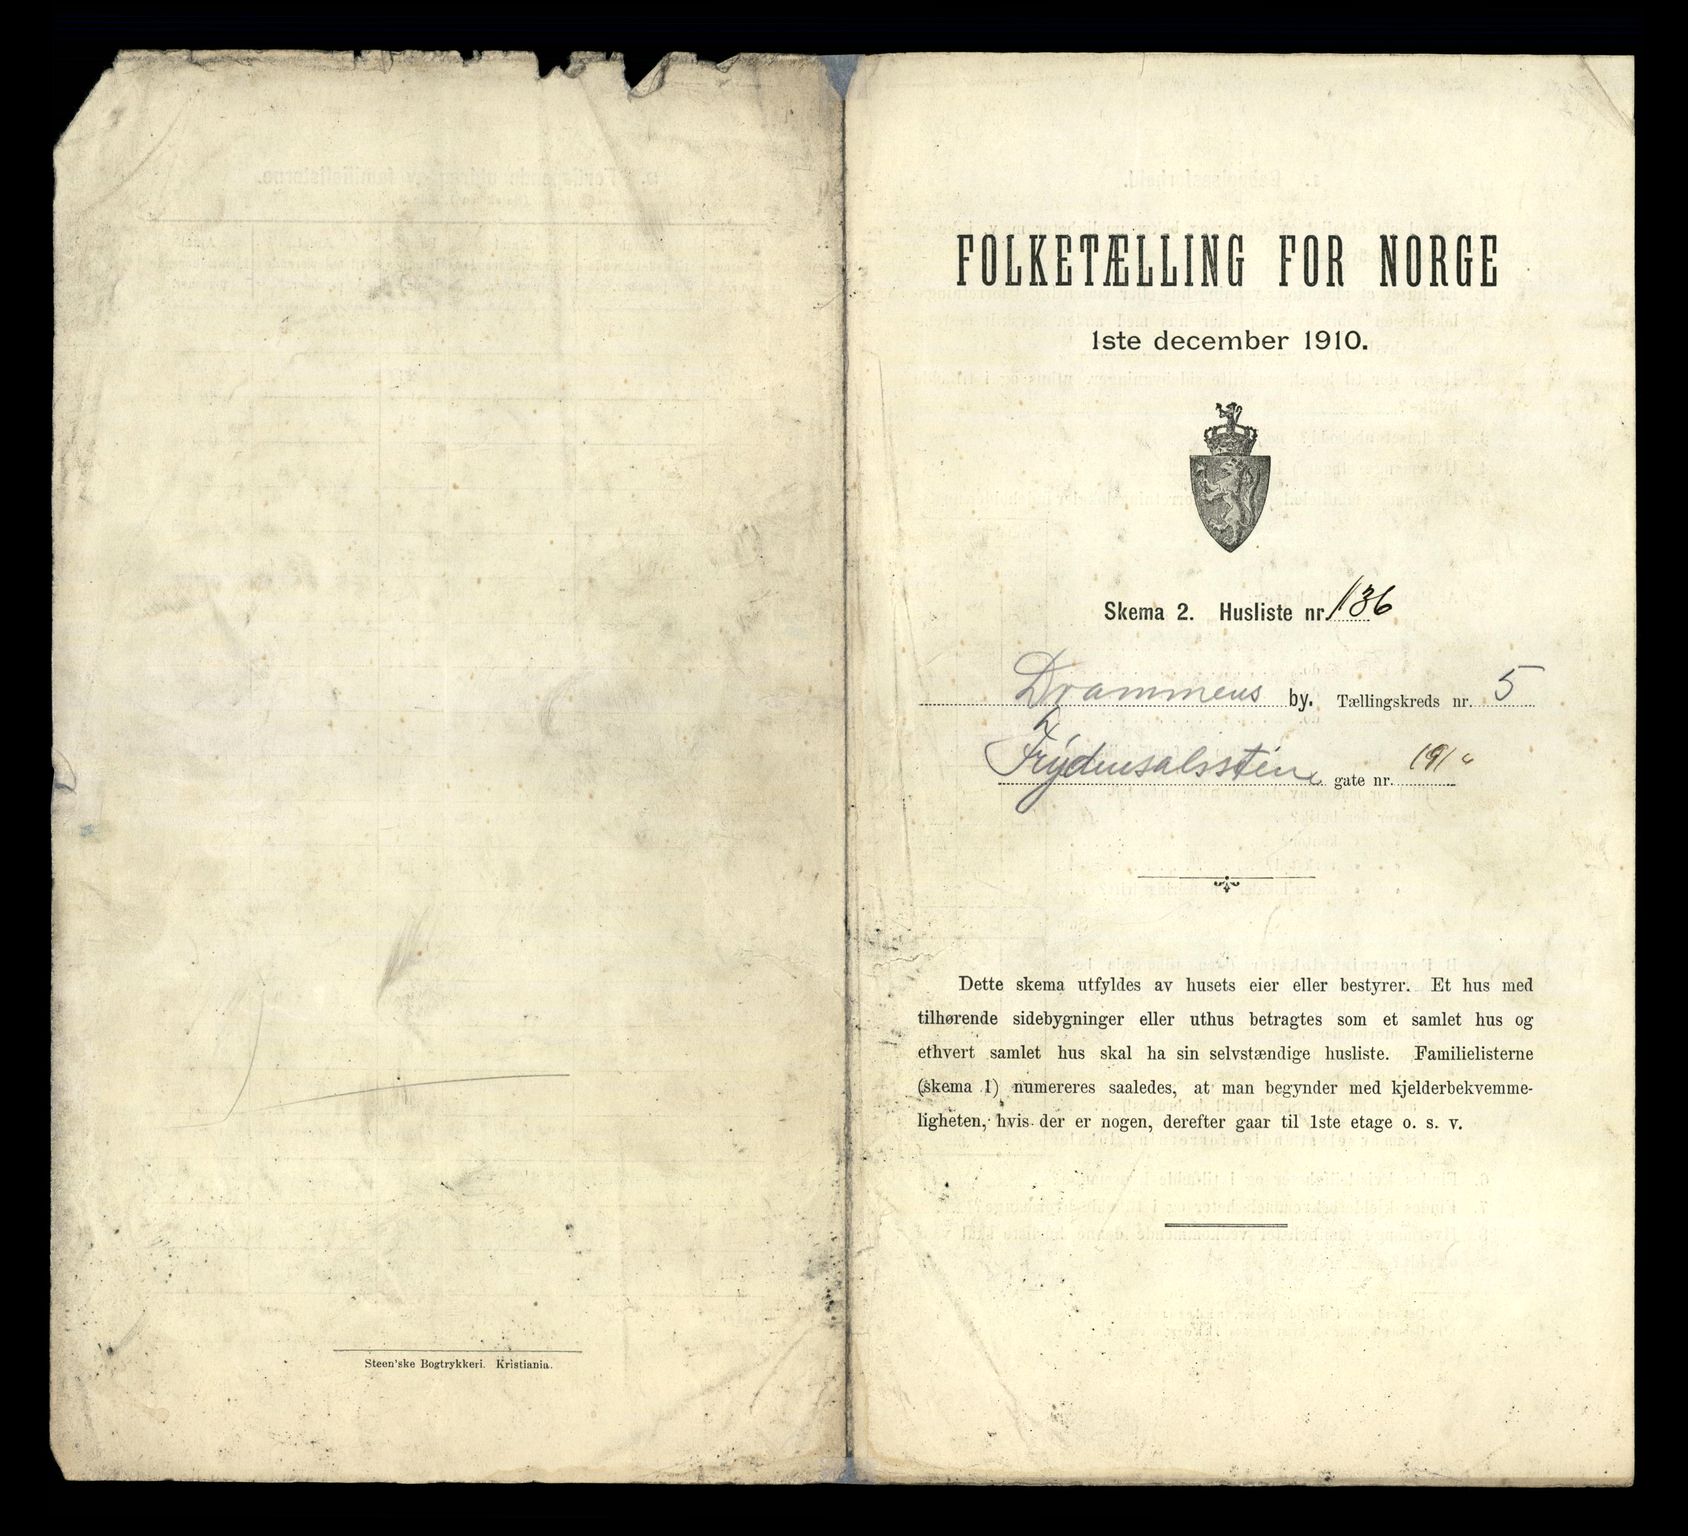 FOLKETÆLLING FOR NORGE
1ste december 1910.
Skema 2. Husliste nr. 136
Drammens by. Tællingskreds nr. 5
gate nr.
Dette skema utfyldes av husets eier eller bestyrer. Et hus med
tilhørende sidebygninger eller uthus betragtes som et samlet hus og
ethvert samlet hus skal ha sin selvstændige husliste. Familielisterne
(skema 1) numereres saaledes, at man begynder med kjelderbekvemme-
ligheten, hvis der er nogen, derefter gaar til 1ste etage o. s. v.
Steen'ske Bogtrykkeri. Kristiania.